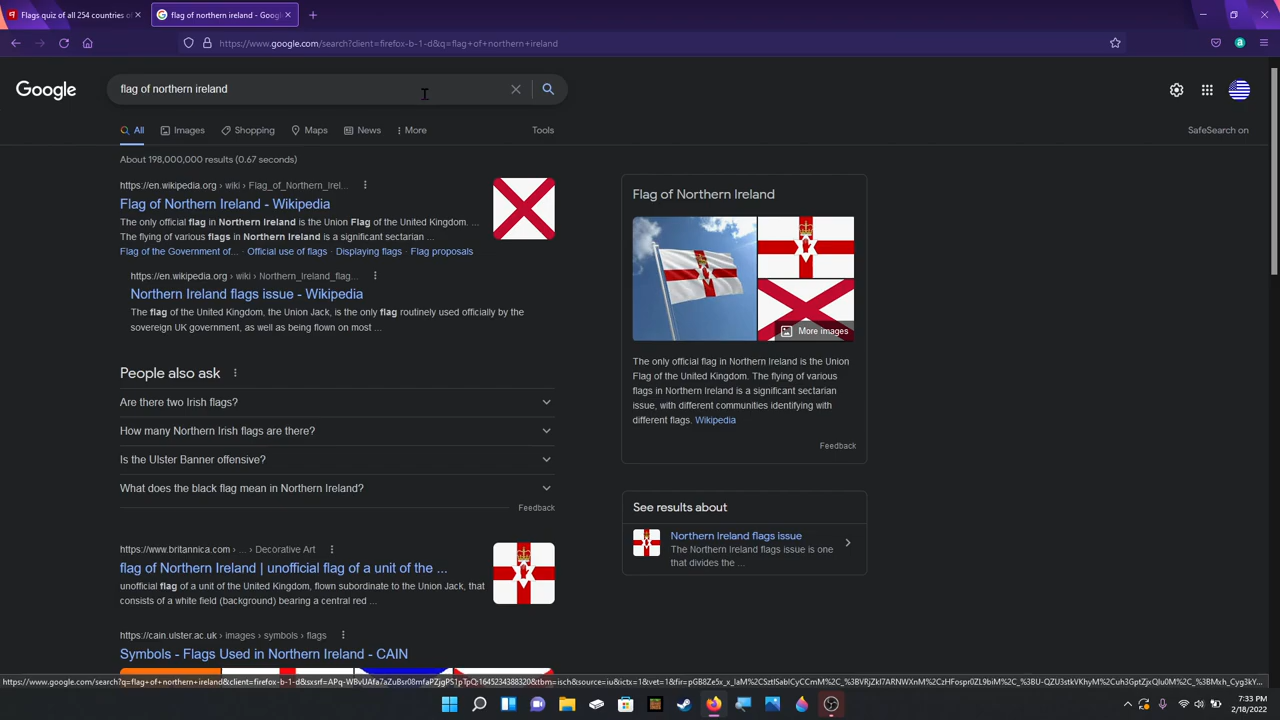 Flags quiz of all 254 countries of
flag of northern ireland - Google
https://www.google.com/search?client=firefox-b-1-d&q=flag+of+northern+ireland
Google
flag of northern ireland
All
Images
Shopping
Maps
News
More
Tools
SafeSearch on
About 198,000,000 results (0.67 seconds)
https://en.wikipedia.org › wiki › Flag_of_Northern_Irel...
Flag of Northern Ireland - Wikipedia
The only official flag in Northern Ireland is the Union Flag of the United Kingdom. ...
The flying of various flags in Northern Ireland is a significant sectarian ...
Flag of the Government of... · Official use of flags · Displaying flags · Flag proposals
https://en.wikipedia.org › wiki › Northern_Ireland_flag...
Northern Ireland flags issue - Wikipedia
The flag of the United Kingdom, the Union Jack, is the only flag routinely used officially by the
sovereign UK government, as well as being flown on most ...
People also ask
Are there two Irish flags?
How many Northern Irish flags are there?
Is the Ulster Banner offensive?
What does the black flag mean in Northern Ireland?
Feedback
https://www.britannica.com › ... › Decorative Art
flag of Northern Ireland | unofficial flag of a unit of the ...
unofficial flag of a unit of the United Kingdom, flown subordinate to the Union Jack, that
consists of a white field (background) bearing a central red ...
https://cain.ulster.ac.uk › images › symbols › flags
Symbols - Flags Used in Northern Ireland - CAIN
Flag of Northern Ireland
More images
The only official flag in Northern Ireland is the Union
Flag of the United Kingdom. The flying of various
flags in Northern Ireland is a significant sectarian
issue, with different communities identifying with
different flags. Wikipedia
Feedback
See results about
Northern Ireland flags issue
The Northern Ireland flags issue is one
that divides the ...
7:33 PM
2/18/2022